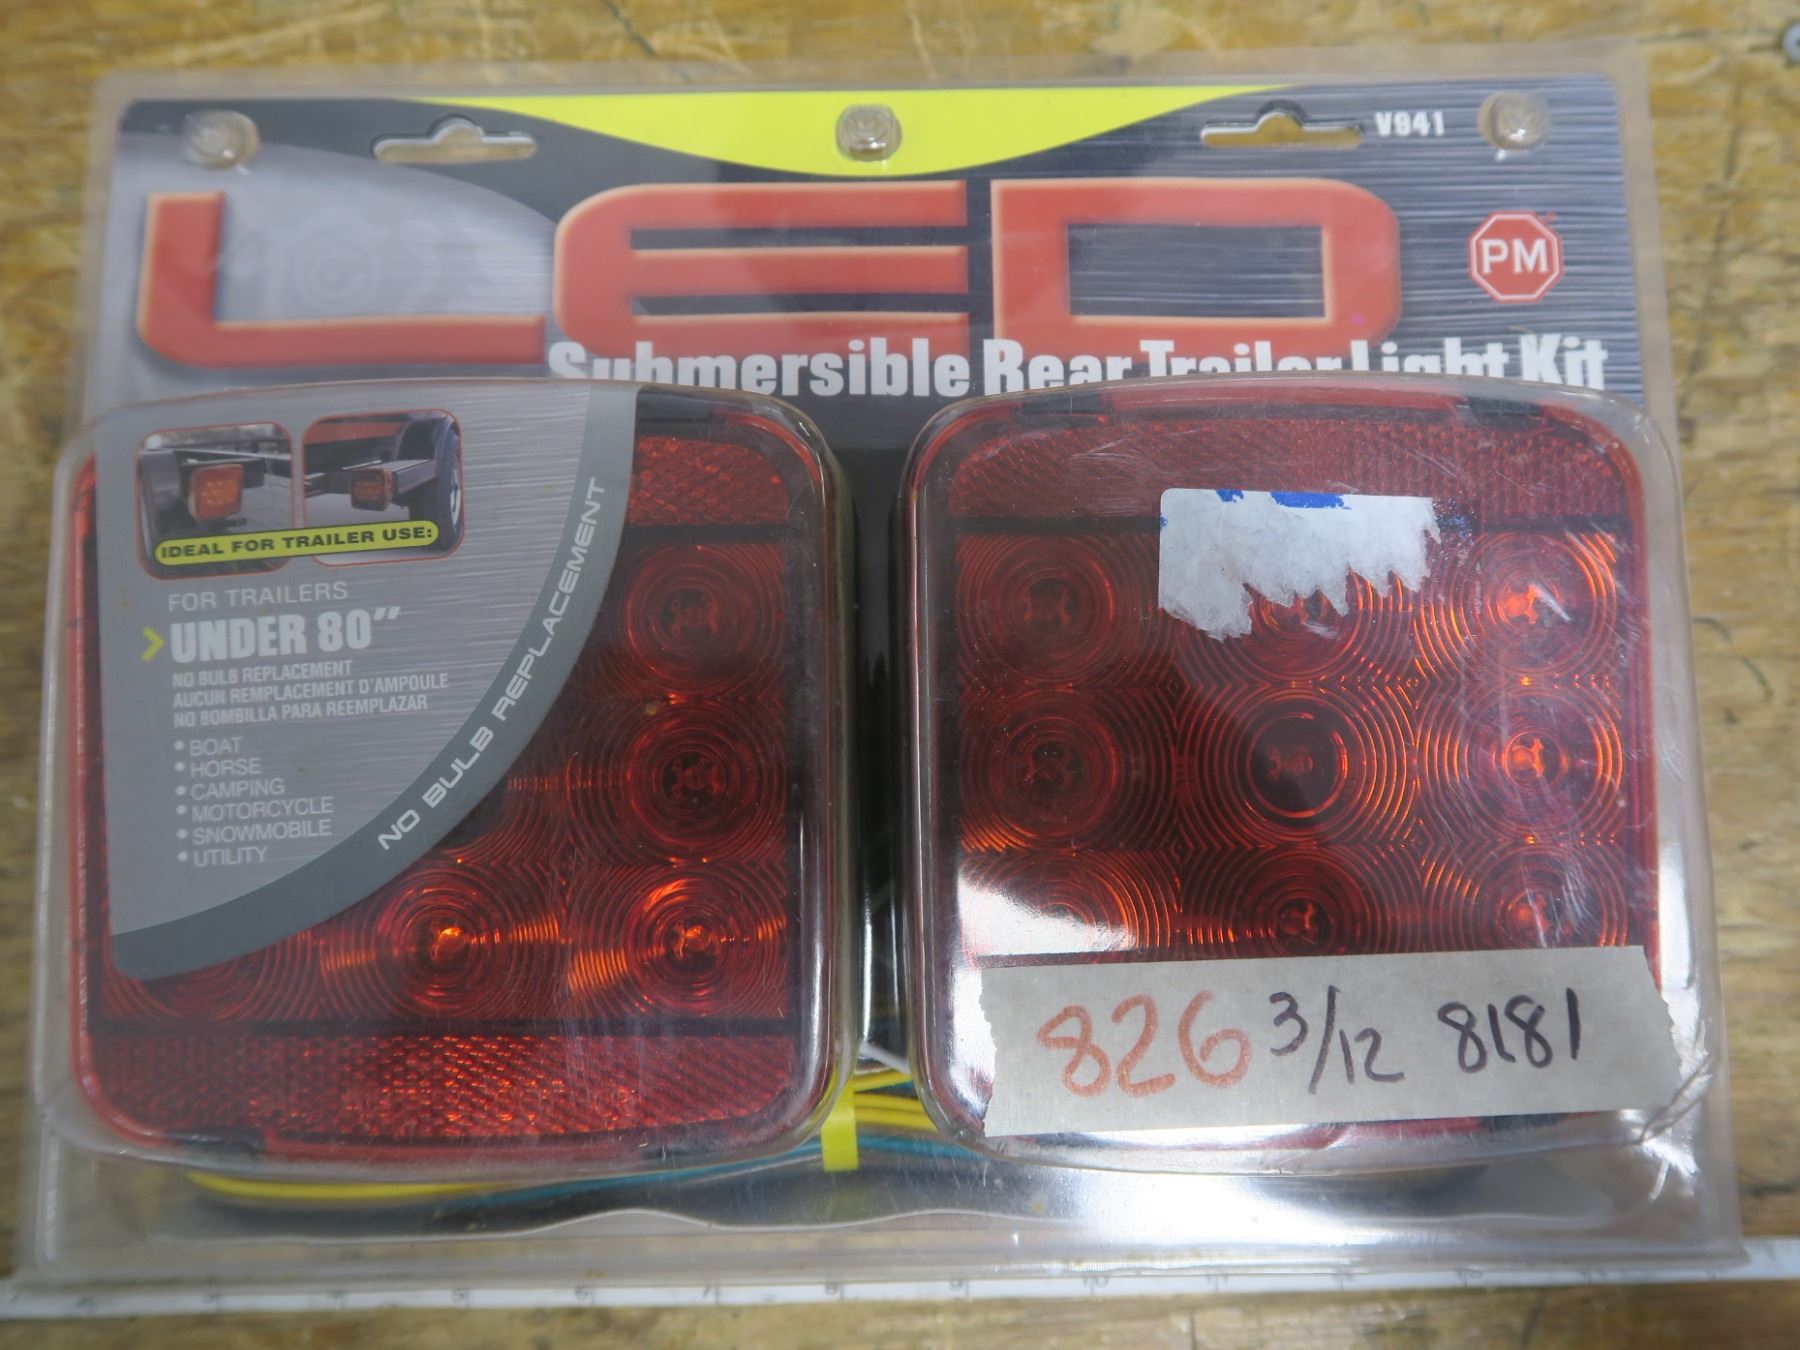 V941
LED
PM
Submersible Rear Trailer Light Kit
IDEAL FOR TRAILER USE:
FOR TRAILERS
UNDER 80"
NO BULB REPLACEMENT
AUCUN REMPLACEMENT D'AMPOULE
NO BOMBILLA PARA REEMPLAZAR
• BOAT
• HORSE
• CAMPING
• MOTORCYCLE
• SNOWMOBILE
• UTILITY
NO BULB REPLACEMENT
826 3/12 8181